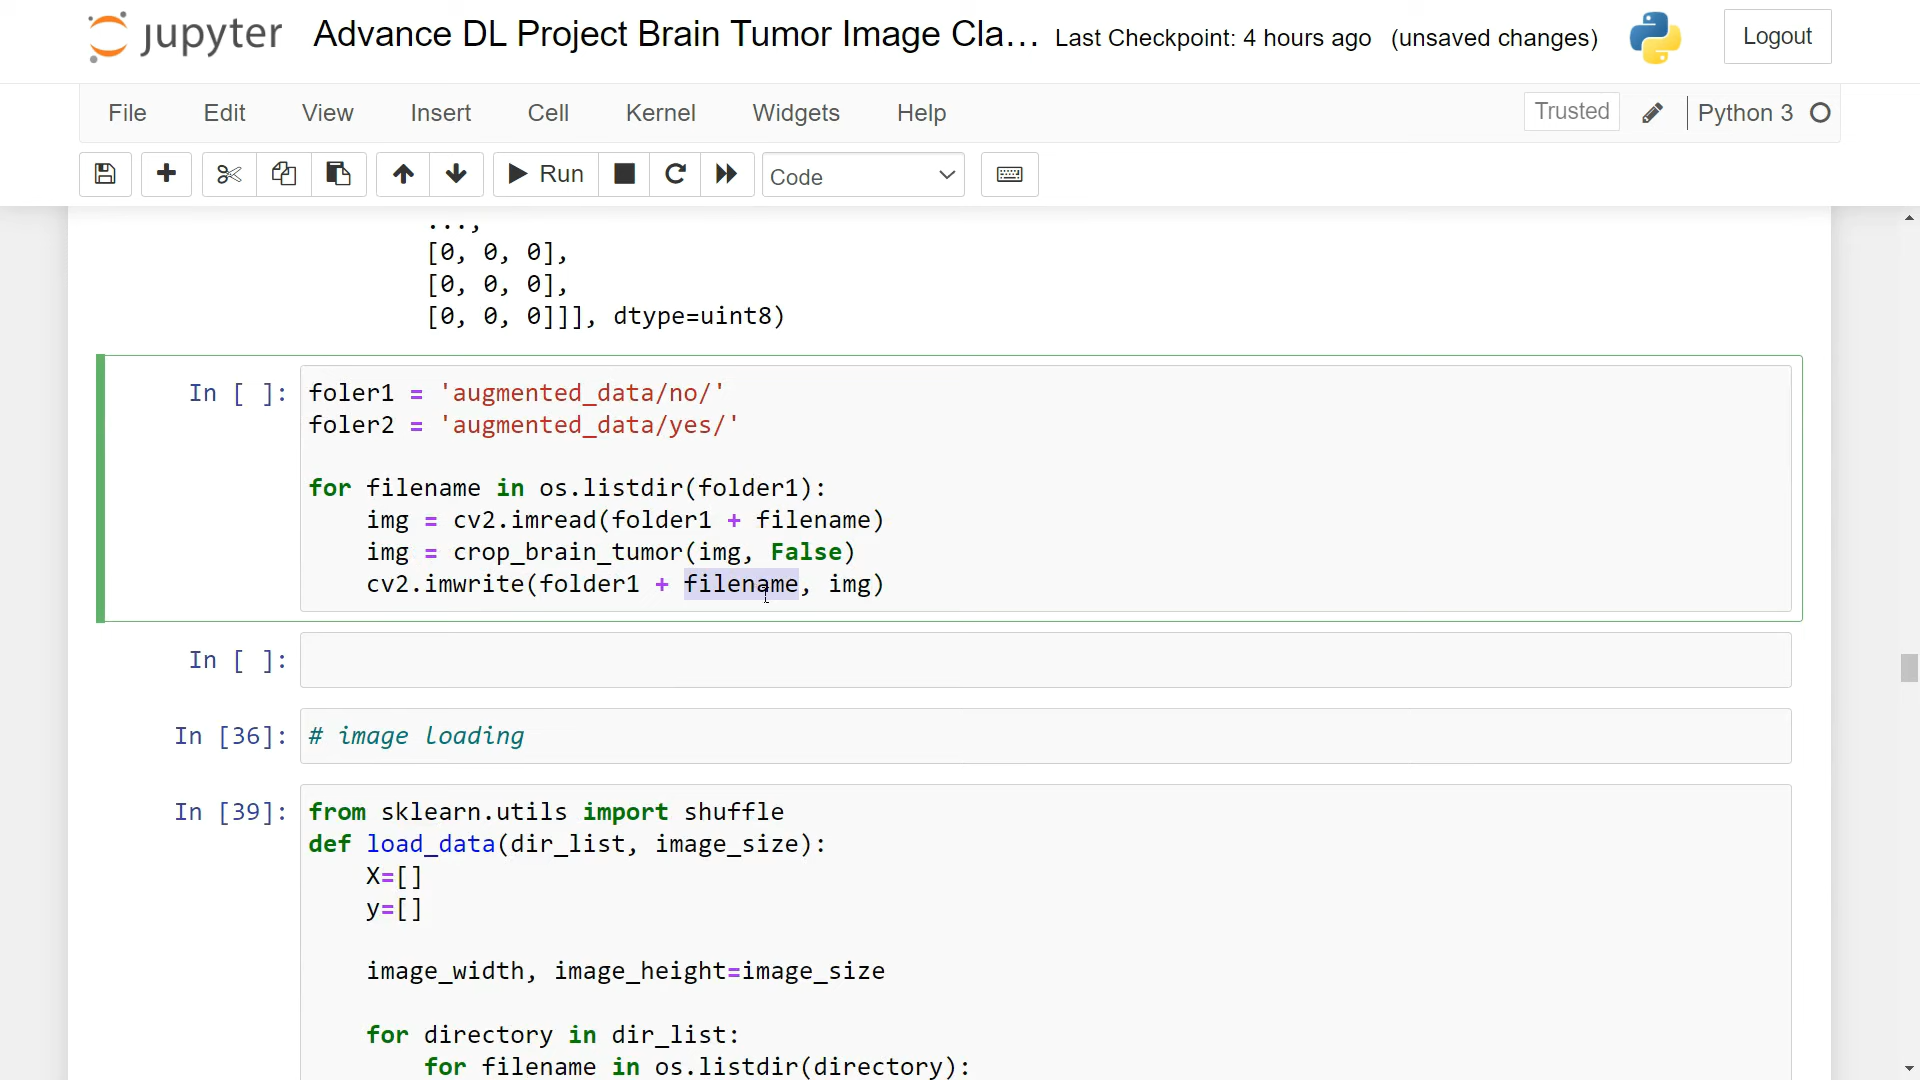 jupyter Advance DL Project Brain Tumor Image Cla... Last Checkpoint: 4 hours ago (unsaved changes) Logout
File Edit View Insert Cell Kernel Widgets Help Trusted Python 3
Run Code
...,
[0, 0, 0],
[0, 0, 0],
[0, 0, 0]]], dtype=uint8)
In [ ]: foler1 = 'augmented_data/no/'
foler2 = 'augmented_data/yes/'
for filename in os.listdir(folder1):
img = cv2.imread(folder1 + filename)
img = crop_brain_tumor(img, False)
cv2.imwrite(folder1 + filename, img)
In [ ]:
In [36]: # image loading
In [39]: from sklearn.utils import shuffle
def load_data(dir_list, image_size):
X=[]
y=[]
image_width, image_height=image_size
for directory in dir_list:
for filename in os.listdir(directory):